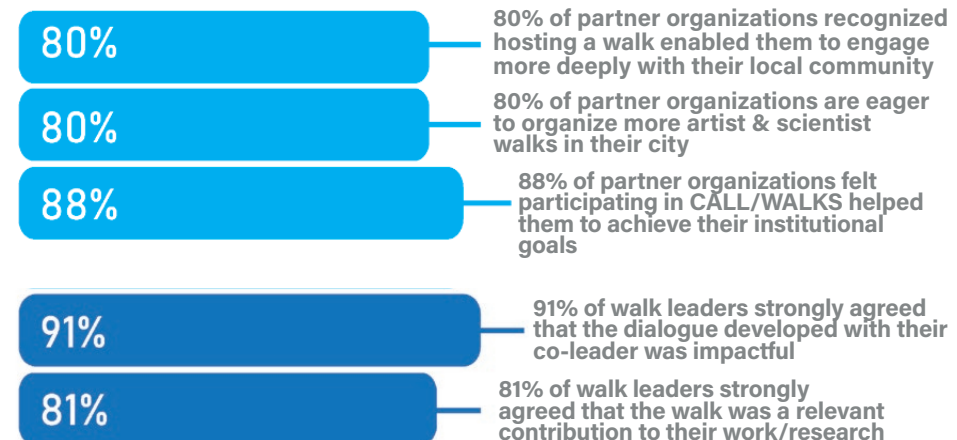 80%
80% of partner organizations recognized
hosting a walk enabled them to engage
more deeply with their local community
80%
80% of partner organizations are eager
to organize more artist & scientist
walks in their city
88%
88% of partner organizations felt
participating in CALL/WALKS helped
them to achieve their institutional
goals
91%
91% of walk leaders strongly agreed
that the dialogue developed with their
co-leader was impactful
81%
81% of walk leaders strongly
agreed that the walk was a relevant
contribution to their work/research